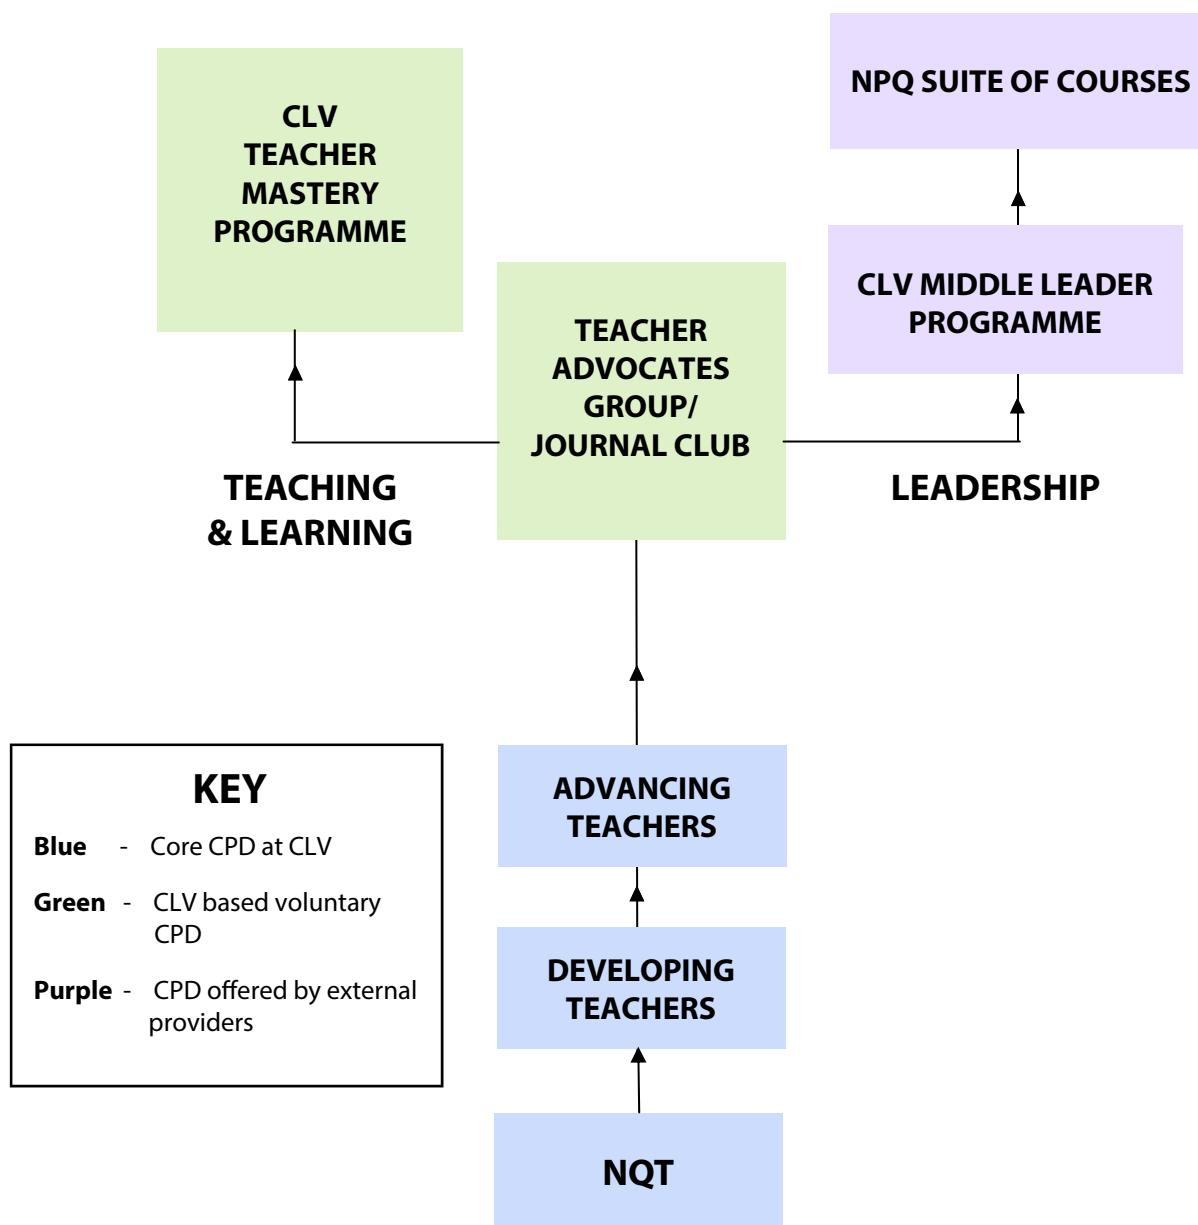 CLV
TEACHER
MASTERY
PROGRAMME
NPQ SUITE OF COURSES
CLV MIDDLE LEADER
PROGRAMME
TEACHER
ADVOCATES
GROUP/
JOURNAL CLUB
TEACHING
& LEARNING
LEADERSHIP
KEY
Blue - Core CPD at CLV
Green - CLV based voluntary
CPD
Purple - CPD offered by external
providers
ADVANCING
TEACHERS
DEVELOPING
TEACHERS
NQT